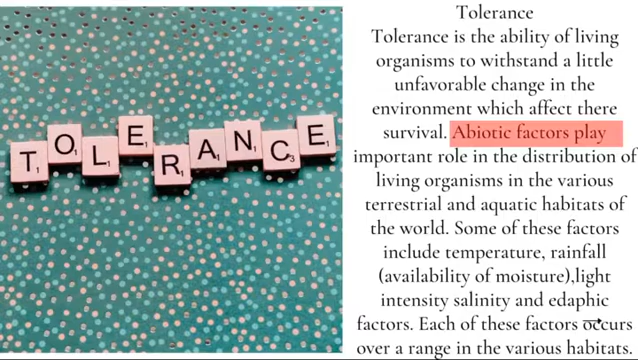 TOLERANCE
Tolerance
Tolerance is the ability of living
organisms to withstand a little
unfavorable change in the
environment which affect there
survival. Abiotic factors play
important role in the distribution of
living organisms in the various
terrestrial and aquatic habitats of
the world. Some of these factors
include temperature, rainfall
(availability of moisture),light
intensity salinity and edaphic
factors. Each of these factors occurs
over a range in the various habitats.